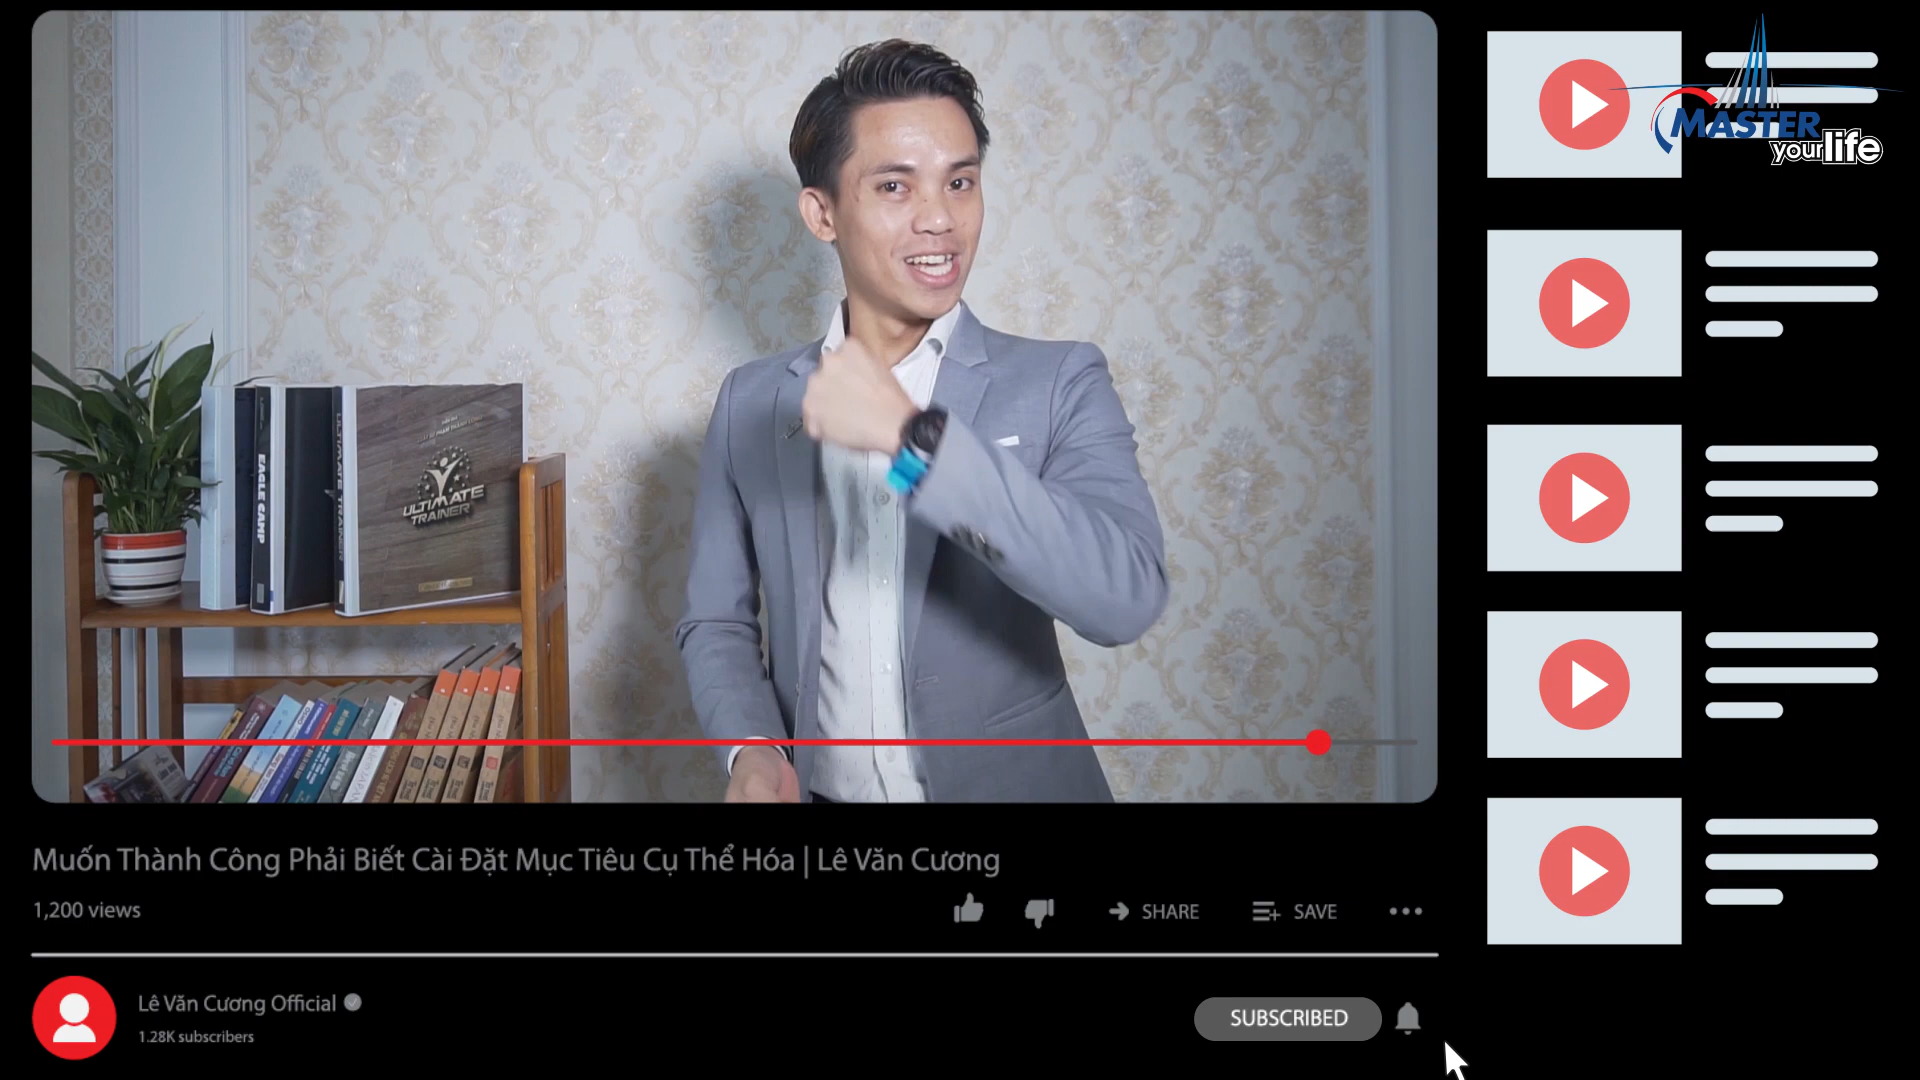 MASTER
your life
EAGLE CAMP
ULTIMATE TRAINER
ULTIMATE
TRAINER
Muốn Thành Công Phải Biết Cài Đặt Mục Tiêu Cụ Thể Hóa | Lê Văn Cương
1,200 views
SHARE
SAVE
Lê Văn Cương Official
1.28K subscribers
SUBSCRIBED